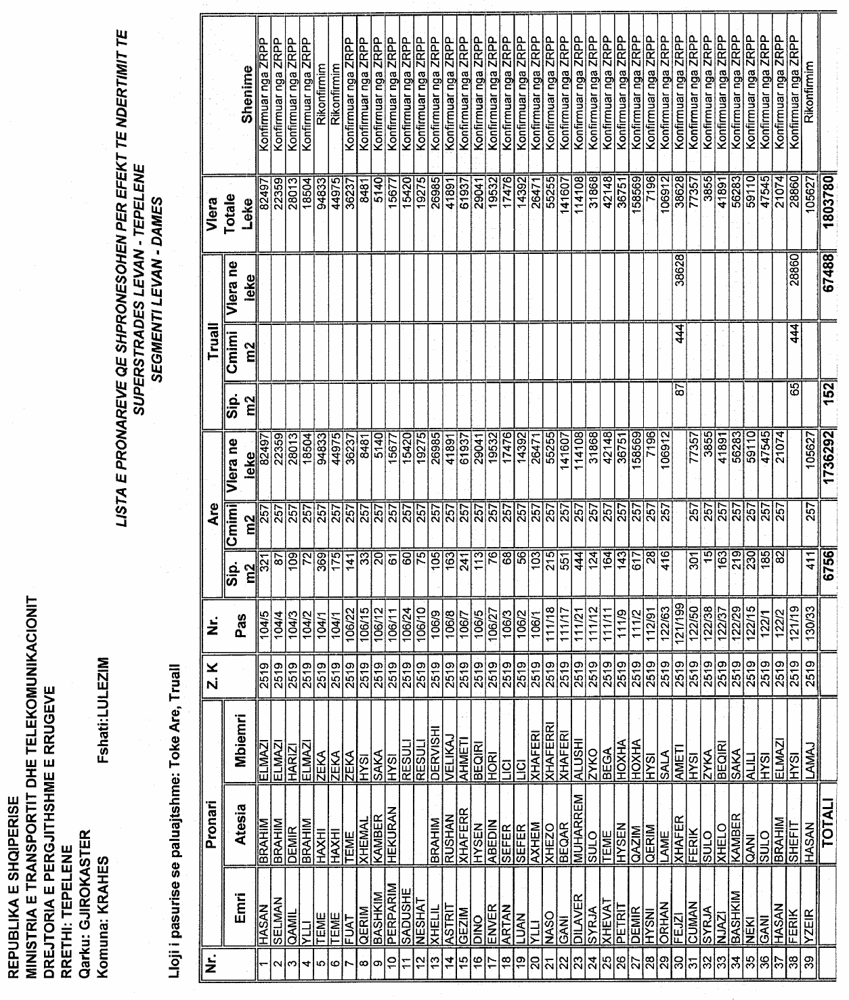 REPUBLIKA E SHQIPERISE
MINISTRIA E TRANSPORTIT DHE TELEKOMUNIKACIONIT
DREJTORIA E PERGJITHSHME E RRUGEVE
RRETHI: TEPELENE
Qarku: GJIROKASTER
Komuna: KRAHES Fshati:LULEZIM
LISTA E PRONAREVE QE SHPRONESOHEN PER EFEKT TE NDERTIMIT TE
SUPERSTRADES LEVAN - TEPELENE
SEGMENTI LEVAN - DAMES
Lloji i pasurise se paluajtshme: Toke Are, Truall
Nr. Pronari Z. K Nr. Pas Are Truall Vlera Totale Leke Shenime
Emri Atesia Mbiemri Sip. m2 Cmimi m2 Vlera ne leke Sip. m2 Cmimi m2 Vlera ne leke
1 HASAN BRAHIM ELMAZI 2519 104/5 321 257 82497 82497 Konfirmuar nga ZRPP
2 SELMAN BRAHIM ELMAZI 2519 104/4 87 257 22359 22359 Konfirmuar nga ZRPP
3 QAMIL DEMIR HARIZI 2519 104/3 109 257 28013 28013 Konfirmuar nga ZRPP
4 YLLI BRAHIM ELMAZI 2519 104/2 72 257 18504 18504 Konfirmuar nga ZRPP
5 TEME HAXHI ZEKA 2519 104/1 369 257 94833 94833 Rikonfirmim
6 TEME HAXHI ZEKA 2519 104/1 175 257 44975 44975 Rikonfirmim
7 FUAT TEME ZEKA 2519 106/22 141 257 36237 36237 Konfirmuar nga ZRPP
8 QERIM XHEMAL HYSI 2519 106/15 33 257 8481 8481 Konfirmuar nga ZRPP
9 BASHKIM KAMBER SAKA 2519 106/12 20 257 5140 5140 Konfirmuar nga ZRPP
10 PERPARIM HEKURAN HYSI 2519 106/11 61 257 15677 15677 Konfirmuar nga ZRPP
11 SADUSHE RESULI 2519 106/24 60 257 15420 15420 Konfirmuar nga ZRPP
12 NESHAT RESULI 2519 106/10 75 257 19275 19275 Konfirmuar nga ZRPP
13 XHELIL BRAHIM DERVISHI 2519 106/9 105 257 26985 26985 Konfirmuar nga ZRPP
14 ASTRIT RUSHAN VELIKAJ 2519 106/8 163 257 41891 41891 Konfirmuar nga ZRPP
15 GEZIM XHAFERR AHMETI 2519 106/7 241 257 61937 61937 Konfirmuar nga ZRPP
16 DINO HYSEN BEQIRI 2519 106/5 113 257 29041 29041 Konfirmuar nga ZRPP
17 ENVER ABEDIN HORI 2519 106/27 76 257 19532 19532 Konfirmuar nga ZRPP
18 ARTAN SEFER LICI 2519 106/3 68 257 17476 17476 Konfirmuar nga ZRPP
19 LUAN SEFER LICI 2519 106/2 56 257 14392 14392 Konfirmuar nga ZRPP
20 YLLI AXHEM XHAFERI 2519 106/1 103 257 26471 26471 Konfirmuar nga ZRPP
21 NASO XHEZO XHAFERRI 2519 111/18 215 257 55255 55255 Konfirmuar nga ZRPP
22 GANI BEQAR XHAFERI 2519 111/17 551 257 141607 141607 Konfirmuar nga ZRPP
23 DILAVER MUHARREM ALUSHI 2519 111/21 444 257 114108 114108 Konfirmuar nga ZRPP
24 SYRJA SULO ZYKO 2519 111/12 124 257 31868 31868 Konfirmuar nga ZRPP
25 XHEVAT TEME BEGA 2519 111/11 164 257 42148 42148 Konfirmuar nga ZRPP
26 PETRIT HYSEN HOXHA 2519 111/9 143 257 36751 36751 Konfirmuar nga ZRPP
27 DEMIR QAZIM HOXHA 2519 111/2 617 257 158569 158569 Konfirmuar nga ZRPP
28 HYSNI QERIM HYSI 2519 112/91 28 257 7196 7196 Konfirmuar nga ZRPP
29 ORHAN LAME SALA 2519 122/63 416 257 106912 106912 Konfirmuar nga ZRPP
30 FEJZI XHAFER AMETI 2519 121/199 87 444 38628 38628 Konfirmuar nga ZRPP
31 CUMAN FERIK HYSI 2519 122/50 301 257 77357 77357 Konfirmuar nga ZRPP
32 SYRJA SULO ZYKA 2519 122/38 15 257 3855 3855 Konfirmuar nga ZRPP
33 NJAZI XHELO BEQIRI 2519 122/37 163 257 41891 41891 Konfirmuar nga ZRPP
34 BASHKIM KAMBER SAKA 2519 122/29 219 257 56283 56283 Konfirmuar nga ZRPP
35 NEKI QANI ALILI 2519 122/15 230 257 59110 59110 Konfirmuar nga ZRPP
36 GANI SULO HYSI 2519 122/1 185 257 47545 47545 Konfirmuar nga ZRPP
37 HASAN BRAHIM ELMAZI 2519 122/2 82 257 21074 21074 Konfirmuar nga ZRPP
38 FERIK SHEFIT HYSI 2519 121/19 65 444 28860 28860 Konfirmuar nga ZRPP
39 YZEIR HASAN LAMAJ 2519 130/33 411 257 105627 105627 Rikonfirmim
TOTALI 6756 1736292 152 67488 1803780